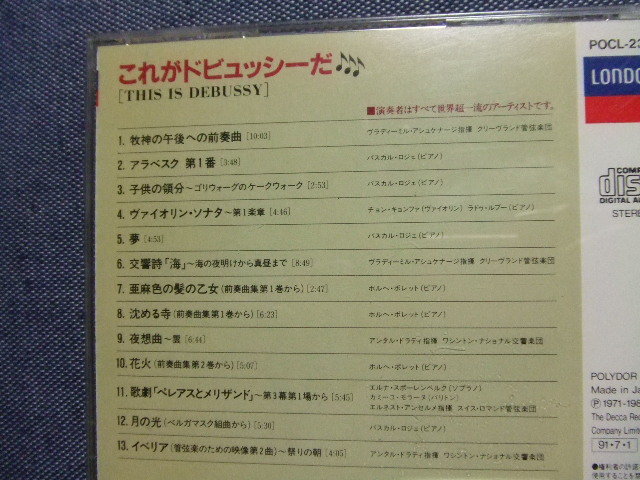 これがドビュッシーだ♪♪♪
[THIS IS DEBUSSY]
■演奏者はすべて世界超一流のアーティストです。
1. 牧神の午後への前奏曲 [10:03] ヴラディーミル・アシュケナージ指揮 クリーヴランド管弦楽団
2. アラベスク 第1番 [3:48] パスカル・ロジェ(ピアノ)
3. 子供の領分～ゴリウォーグのケークウォーク [2:53] パスカル・ロジェ(ピアノ)
4. ヴァイオリン・ソナタ～第1楽章 [4:46] チョン・キョンファ(ヴァイオリン) ラドゥ・ルプー(ピアノ)
5. 夢 [4:53] パスカル・ロジェ(ピアノ)
6. 交響詩「海」～海の夜明けから真昼まで [8:49] ヴラディーミル・アシュケナージ指揮 クリーヴランド管弦楽団
7. 亜麻色の髪の乙女(前奏曲集第1巻から) [2:47] ホルヘ・ボレット(ピアノ)
8. 沈める寺(前奏曲集第1巻から) [6:23] ホルヘ・ボレット(ピアノ)
9. 夜想曲～雲 [6:44] アンタル・ドラティ指揮 ワシントン・ナショナル交響楽団
10. 花火(前奏曲集第2巻から) [5:07] ホルヘ・ボレット(ピアノ)
11. 歌劇「ペレアスとメリザンド」～第3幕第1場から [5:45] エルナ・スポーレンベルク(ソプラノ)
カミーユ・モラーヌ(バリトン)
エルネスト・アンセルメ指揮 スイス・ロマンド管弦楽団
12. 月の光(ベルガマスク組曲から) [5:30] パスカル・ロジェ(ピアノ)
13. イベリア(管弦楽のための映像第2曲)～祭りの朝 [4:05] アンタル・ドラティ指揮 ワシントン・ナショナル交響楽団
POCL-23
LONDON
COMP
dis
DIGITAL AU
STERE
POLYDOR
Made in Ja
Ⓟ 1971-198
The Decca Rec
Company Limite
91・7・1
●権利者の許諾